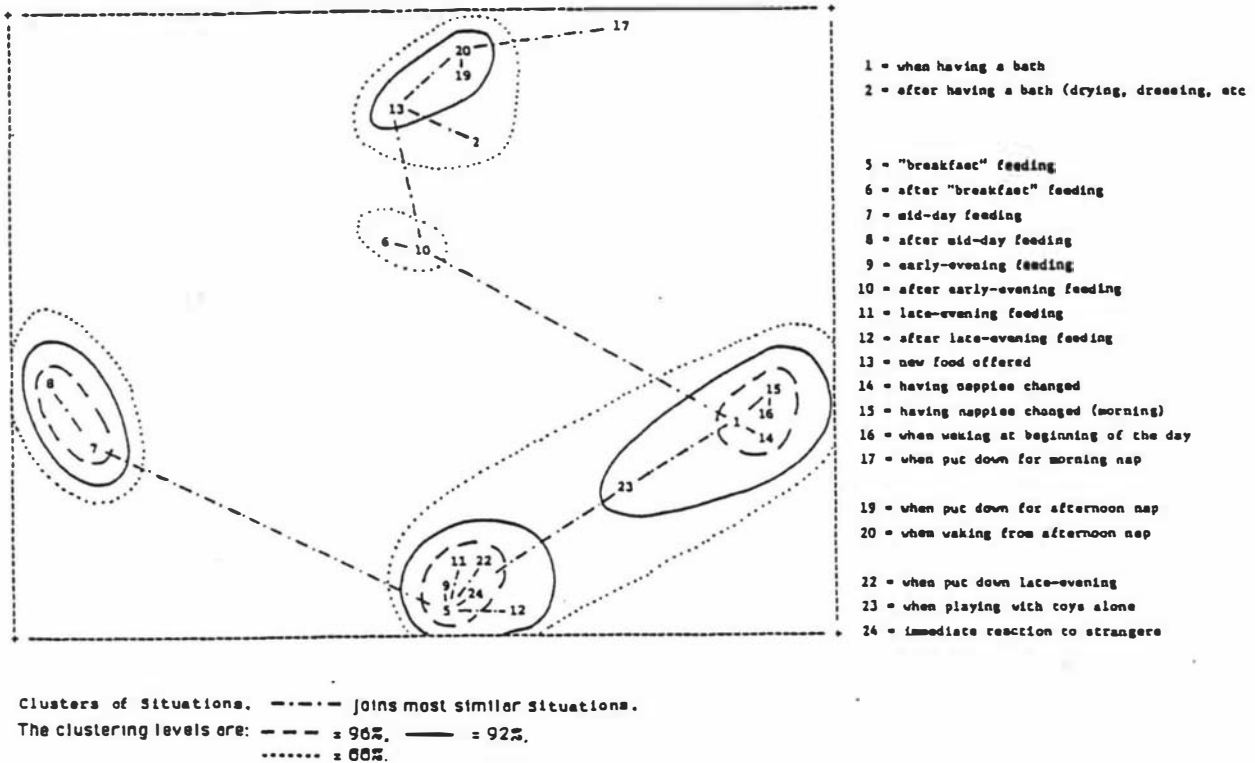 17
20
19
13
2
6 10
8
7
15
16
1
14
23
11 22
9
24
5 12
1 = when having a bath
2 = after having a bath (drying, dressing, etc
5 = "breakfast" feeding
6 = after "breakfast" feeding
7 = mid-day feeding
8 = after mid-day feeding
9 = early-evening feeding
10 = after early-evening feeding
11 = late-evening feeding
12 = after late-evening feeding
13 = new food offered
14 = having nappies changed
15 = having nappies changed (morning)
16 = when waking at beginning of the day
17 = when put down for morning nap
19 = when put down for afternoon nap
20 = when waking from afternoon nap
22 = when put down late-evening
23 = when playing with toys alone
24 = immediate reaction to strangers
Clusters of Situations. joins most similar Situations.
The clustering levels are: = 96%, = 92%,